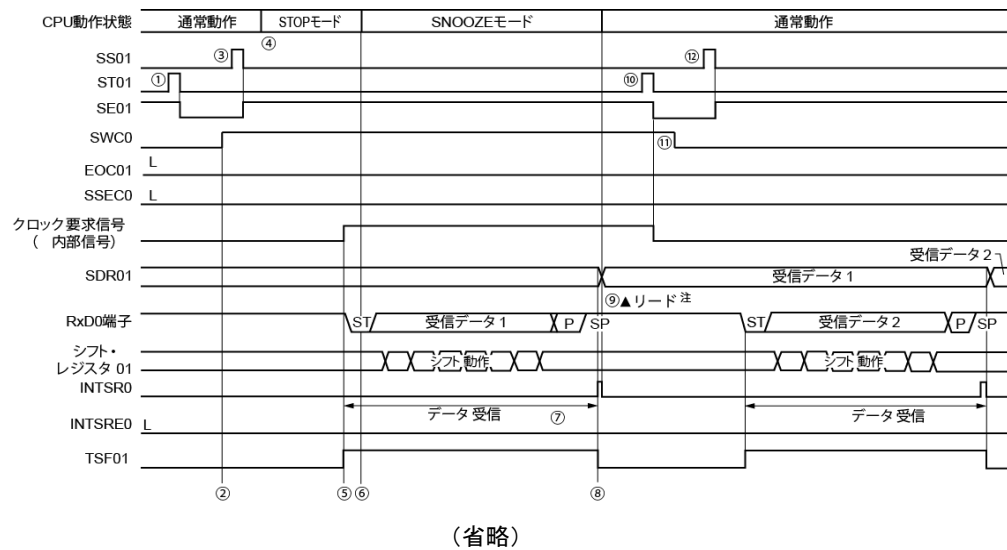 CPU動作状態 通常動作 STOPモード SNOOZEモード 通常動作
④
SS01 ③ ⑫
ST01 ① ⑩
SE01
SWC0 ⑪
EOC01 L
SSEC0 L
クロック要求信号
( 内部信号)
受信データ2
SDR01 受信データ1
⑨▲リード注
RxD0端子 ST 受信データ1 P SP ST 受信データ2 P SP
シフト・
レジスタ 01 シフト 動作 シフト 動作
INTSR0
データ 受信 ⑦ データ 受信
INTSRE0 L
TSF01
② ⑤ ⑥ ⑧
(省略)